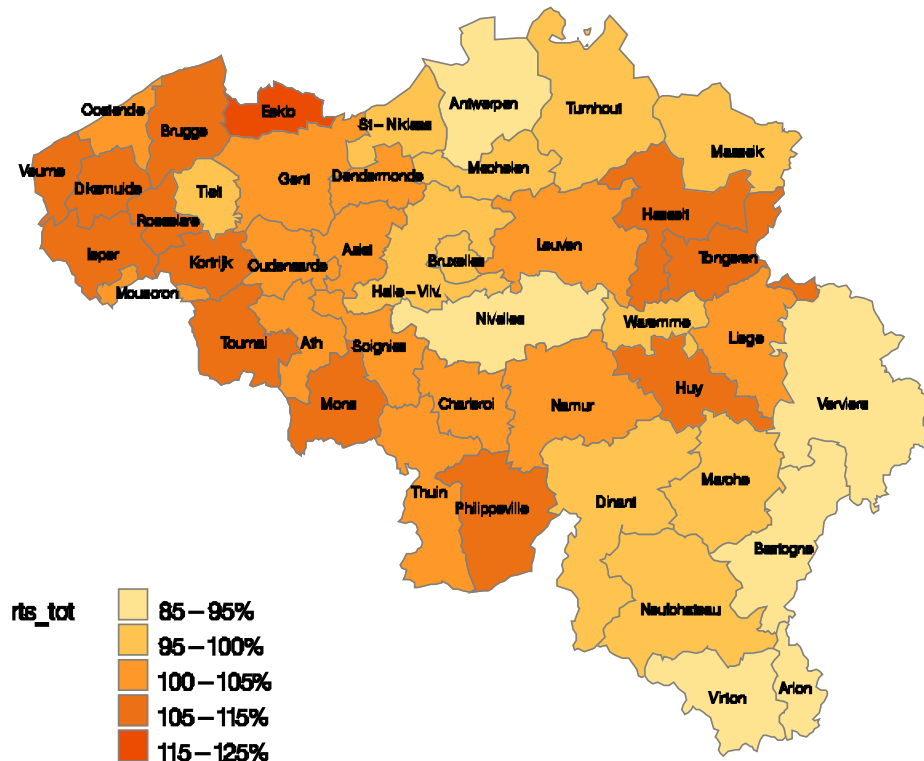 Antwerpen
Turnhout
Oostende
Eeklo
St-Niklaas
Brugge
Maaseik
Mechelen
Veurne
Diksmuide
Tielt
Gent
Dendermonde
Hasselt
Roeselare
Ieper
Kortrijk
Oudenaarde
Aalst
Bruxelles
Leuven
Tongeren
Mouscron
Halle-Vilv.
Nivelles
Waremme
Liege
Tournai
Ath
Soignies
Mons
Charleroi
Namur
Huy
Verviers
Thuin
Philippeville
Dinant
Marche
Bastogne
Neufchateau
Virton
Arlon
rts_tot
85-95%
95-100%
100-105%
105-115%
115-125%